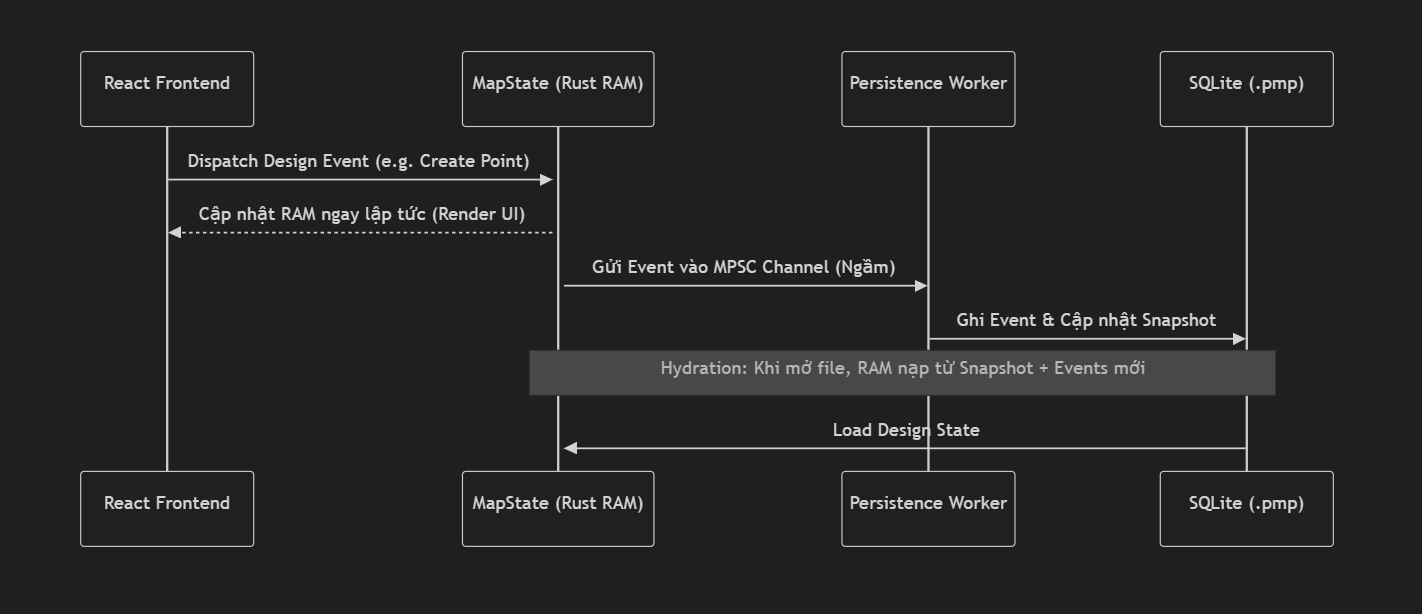 React Frontend
MapState (Rust RAM)
Persistence Worker
SQLite (.pmp)
Dispatch Design Event (e.g. Create Point)
Cập nhật RAM ngay lập tức (Render UI)
Gửi Event vào MPSC Channel (Ngầm)
Ghi Event & Cập nhật Snapshot
Hydration: Khi mở file, RAM nạp từ Snapshot + Events mới
Load Design State
React Frontend
MapState (Rust RAM)
Persistence Worker
SQLite (.pmp)